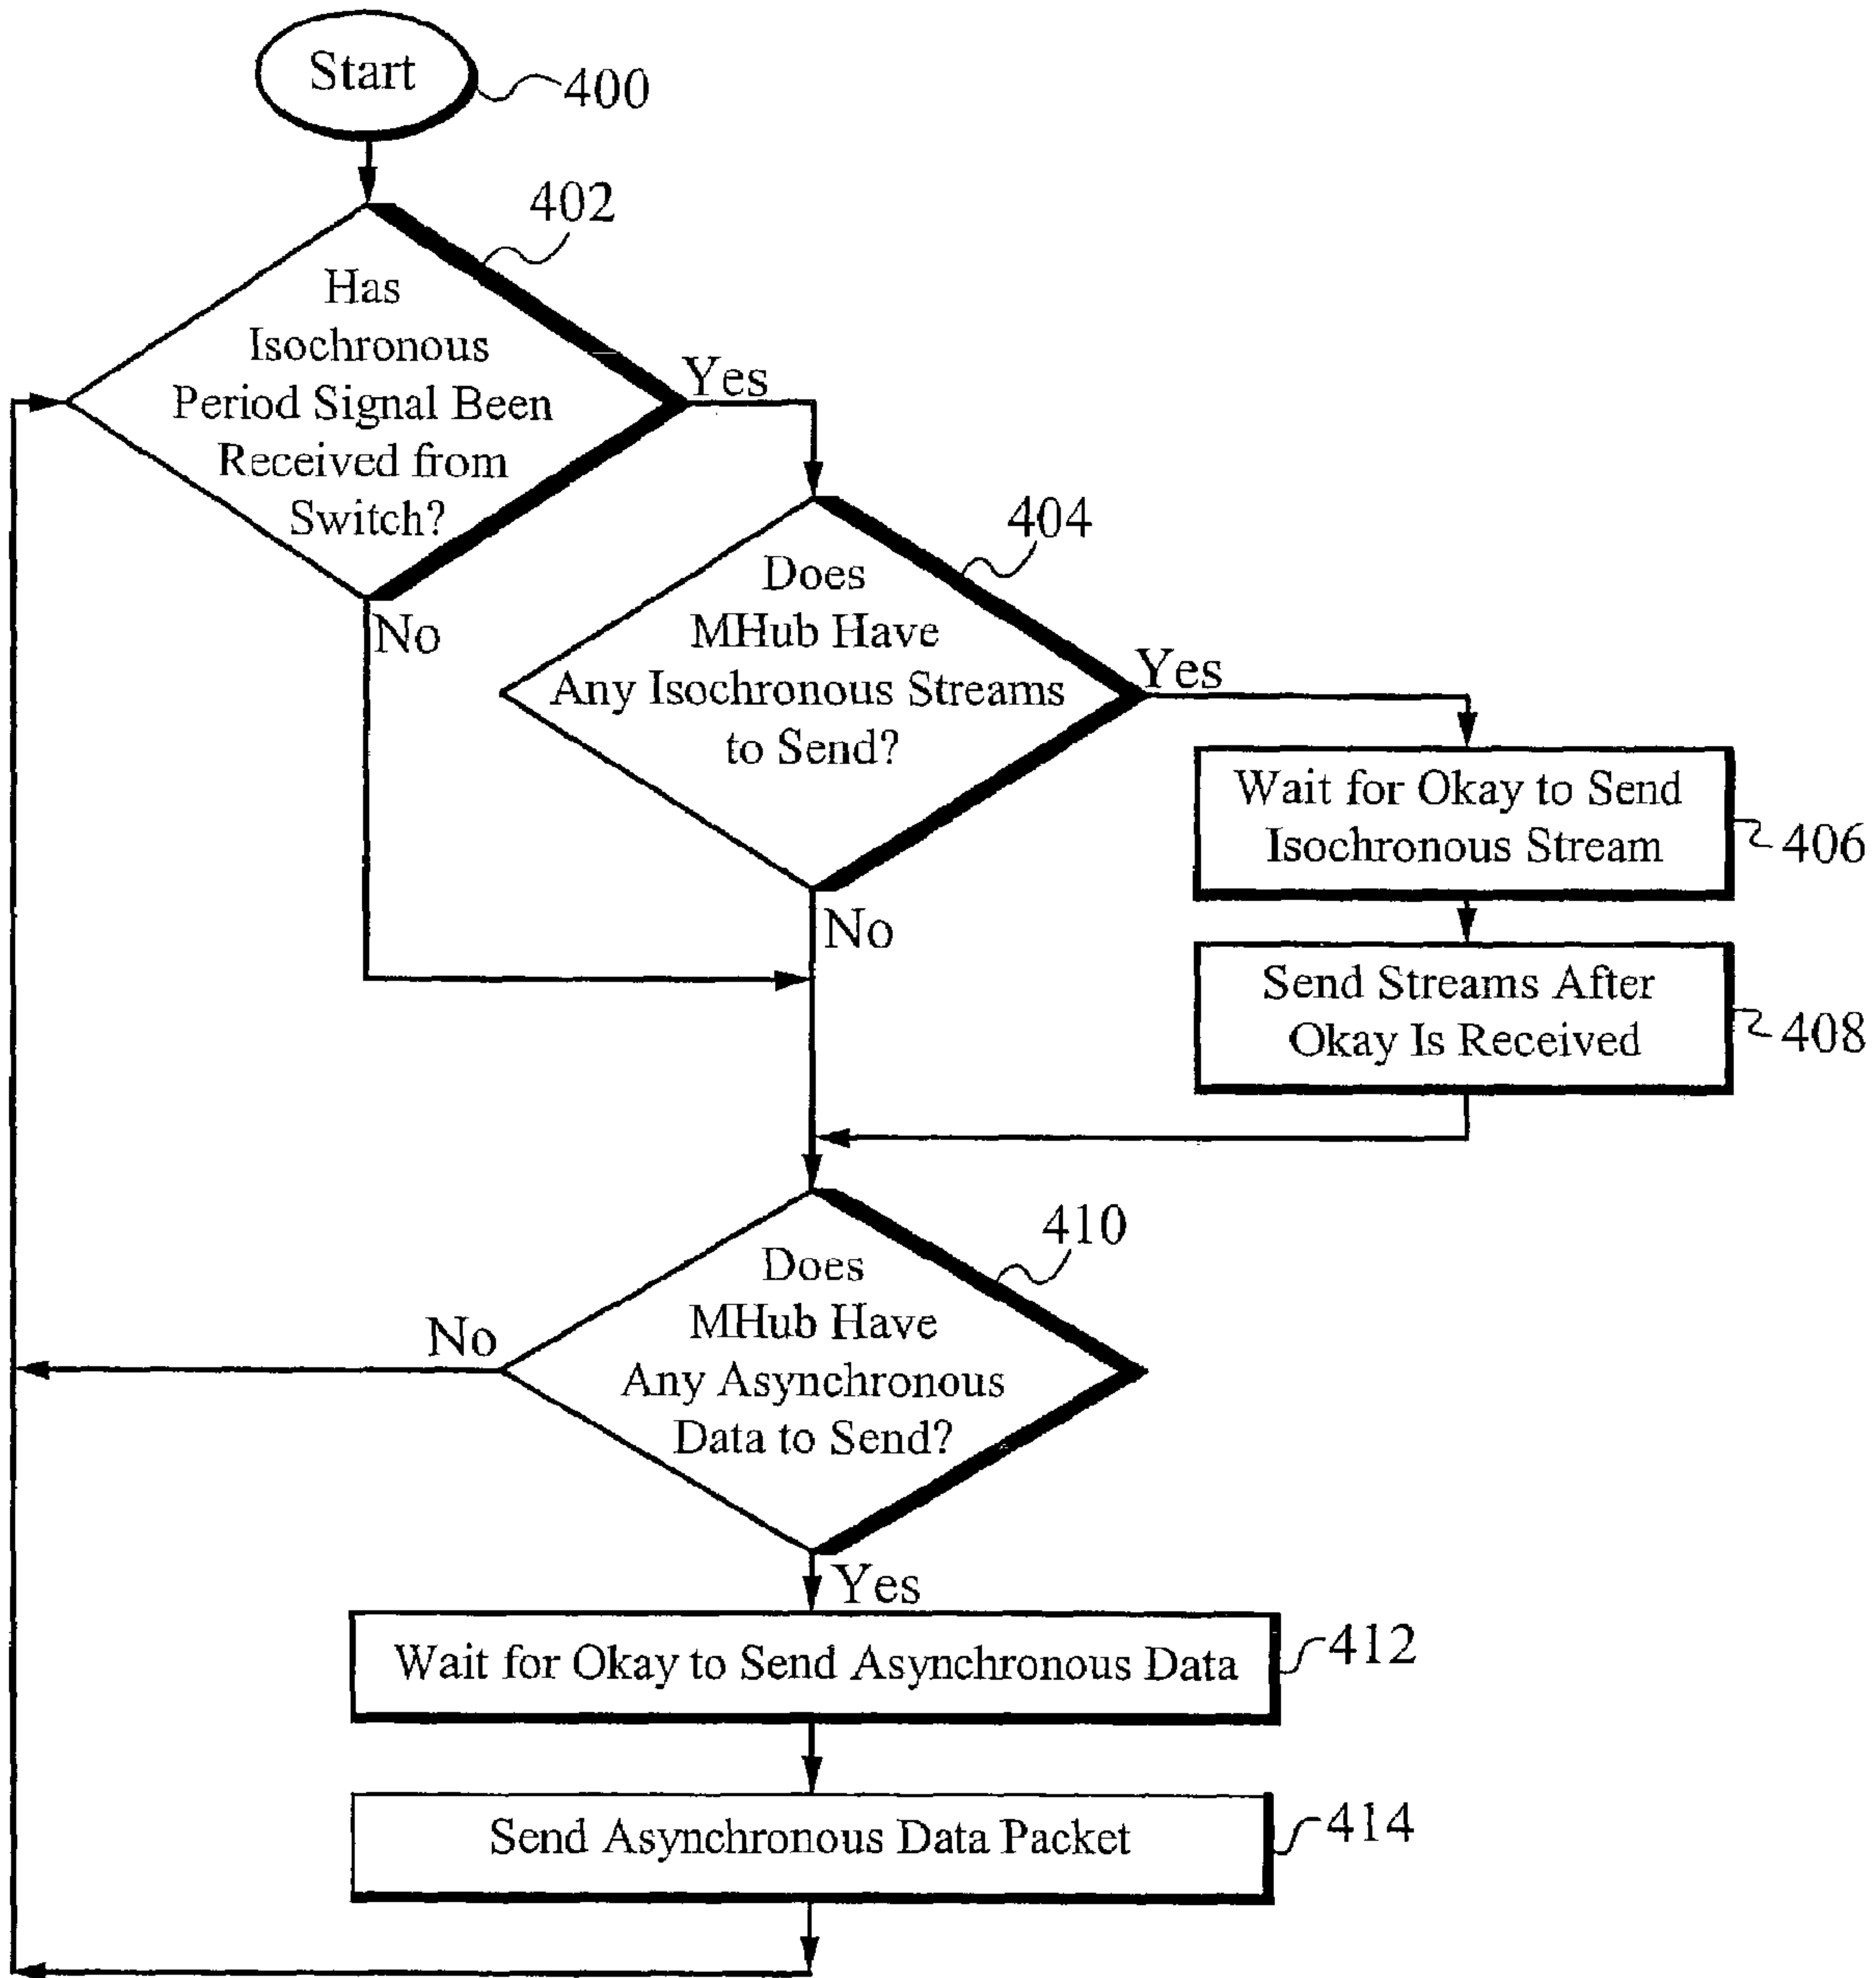 Start
400
402
Has
Isochronous
Period Signal Been
Received from
Switch?
Yes
No
404
Does
MHub Have
Any Isochronous Streams
to Send?
Yes
No
Wait for Okay to Send
Isochronous Stream
406
Send Streams After
Okay Is Received
408
410
Does
MHub Have
Any Asynchronous
Data to Send?
No
Yes
Wait for Okay to Send Asynchronous Data
412
Send Asynchronous Data Packet
414